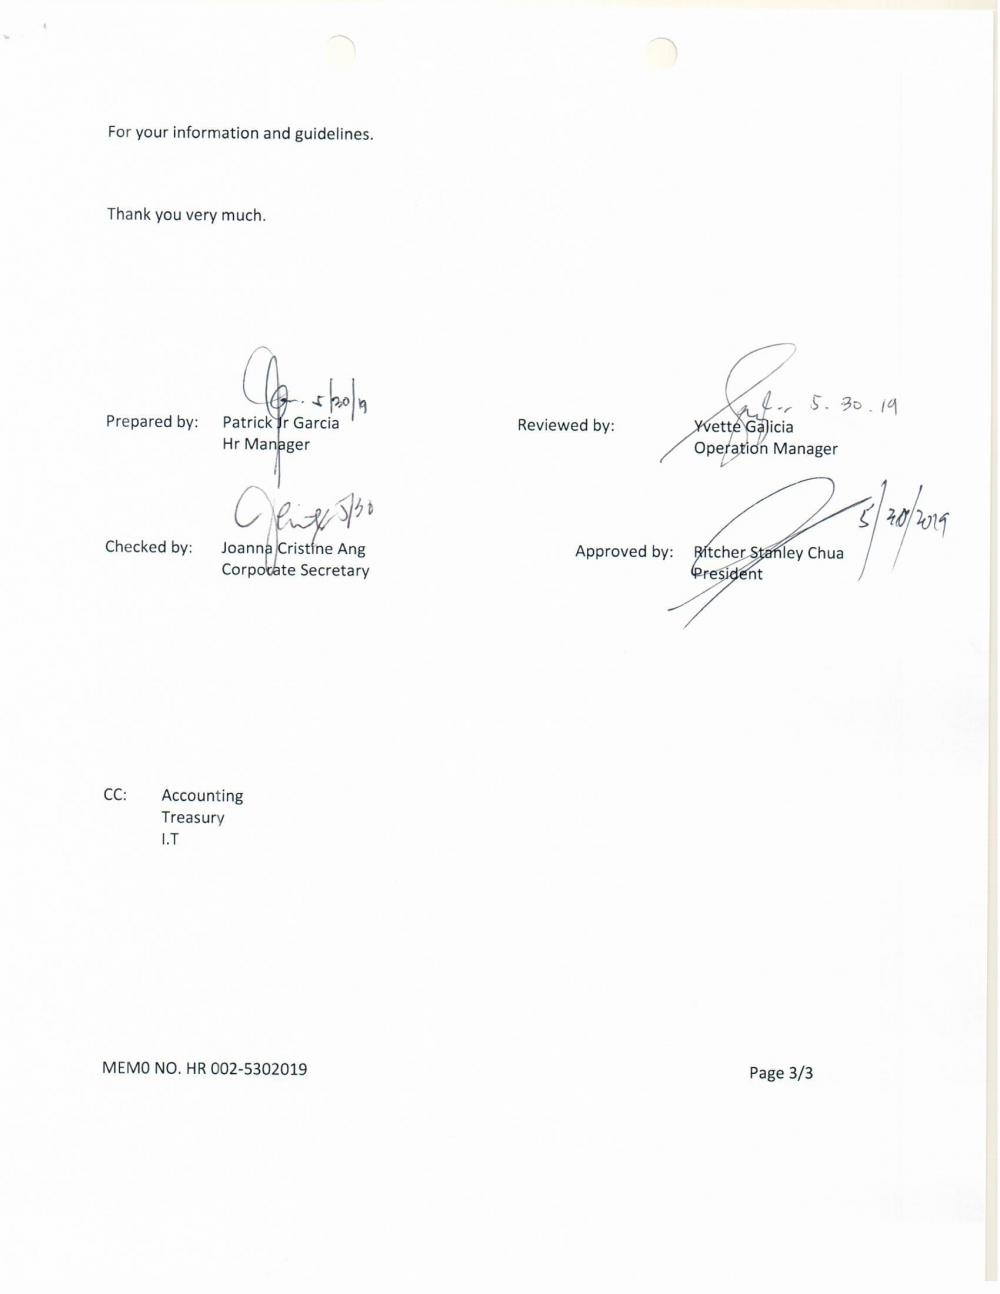 For your information and guidelines.
Thank you very much.
5/30/19
Prepared by: Patrick Jr Garcia
Hr Manager
5. 30. 19
Reviewed by: Yvette Galicia
Operation Manager
5/30
Checked by: Joanna Cristine Ang
Corporate Secretary
5/30/2019
Approved by: Ritcher Stanley Chua
President
CC: Accounting
Treasury
I.T
MEMO NO. HR 002-5302019
Page 3/3